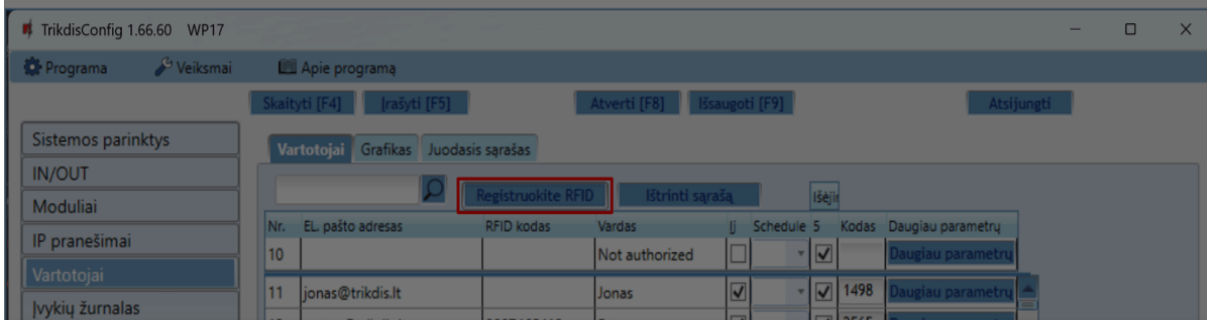 TrikdisConfig 1.66.60 WP17
Programa Veiksmai Apie programą
Skaityti [F4] Įrašyti [F5] Atverti [F8] Išsaugoti [F9] Atsijungti
Sistemos parinktys
IN/OUT
Moduliai
IP pranešimai
Vartotojai
Įvykių žurnalas
Vartotojai Grafikas Juodasis sąrašas
Registruokite RFID Ištrinti sąrašą Išėji
Nr. EL. pašto adresas RFID kodas Vardas Įj Schedule 5 Kodas Daugiau parametrų
10 Not authorized Daugiau parametrų
11 jonas@trikdis.lt Jonas 1498 Daugiau parametrų